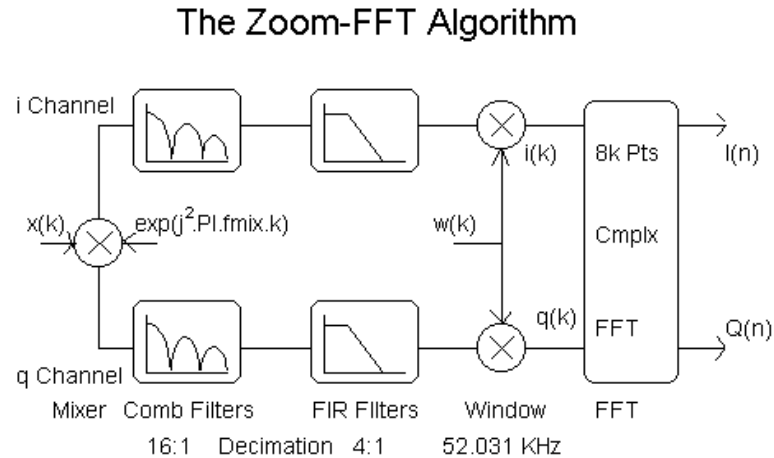 The Zoom-FFT Algorithm
i Channel
i(k)
8k Pts
I(n)
x(k)
exp(j².PI.fmix.k)
w(k)
Cmplx
q(k)
FFT
Q(n)
q Channel
Mixer Comb Filters FIR FIlters Window FFT
16:1 Decimation 4:1 52.031 KHz